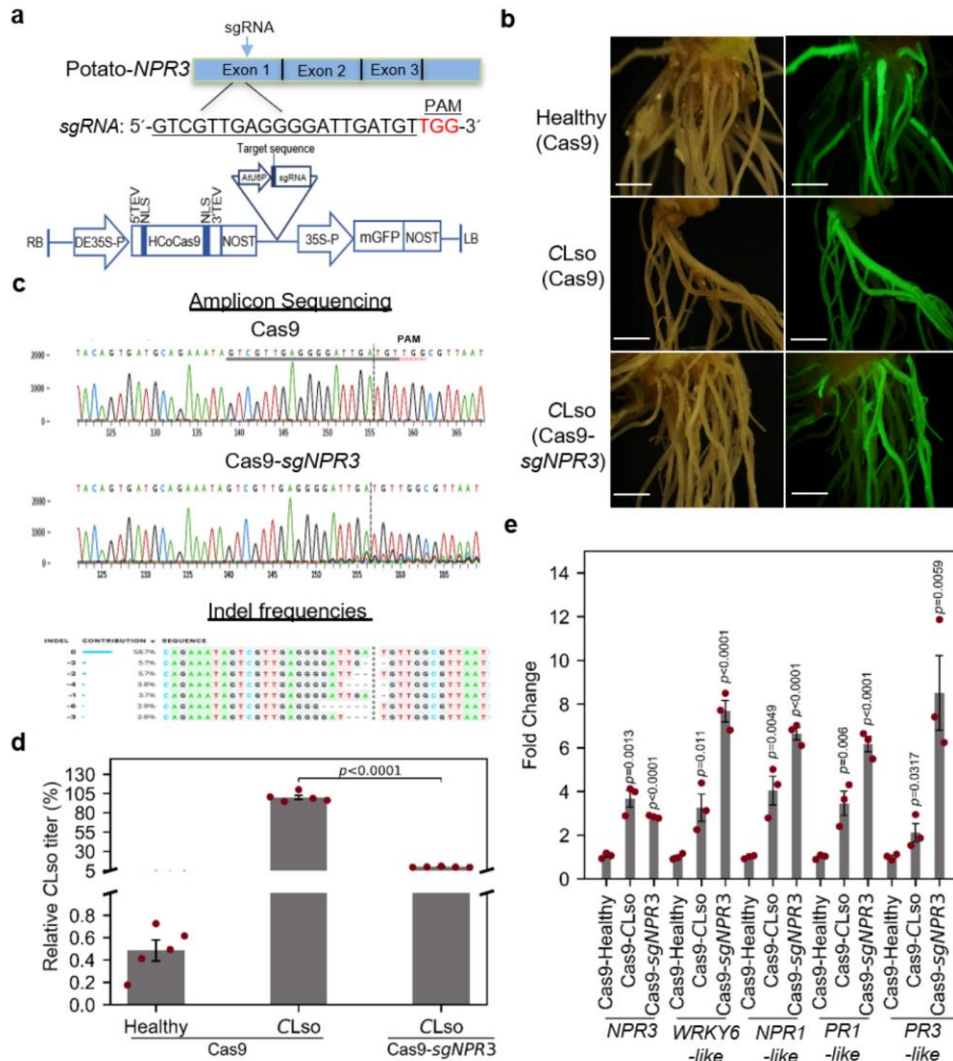 a
sgRNA
Potato-NPR3
Exon 1 Exon 2 Exon 3
PAM
sgRNA: 5´-GTCGTTGAGGGGATTGATGTTGG-3´
Target sequence
AtU6P sgRNA
5'TEV
NLS
NLS
3'TEV
RB DE35S-P HCoCas9 NOST 35S-P mGFP NOST LB
b
Healthy
(Cas9)
CLso
(Cas9)
CLso
(Cas9-
sgNPR3)
c
Amplicon Sequencing
Cas9
PAM
TACAGTGATGCAGAAATAGTCGTTGAGGGGATTGATGTTGGCGTTAAT
2000
1000
0
125 130 135 140 145 150 155 160 165
Cas9-sgNPR3
TACAGTGATGCAGAAATAGTCGTTGAGGGGATTGATGTTGGCGTTAAT
2000
1000
0
125 130 135 140 145 150 155 160 165
Indel frequencies
INDEL CONTRIBUTION SEQUENCE
0 58.7% CAGAAATAGTCGTTGAGGGGATTGA TGTTGGCGTTAAT
-2 5.7% CAGAAATAGTCGTTGAGGGGATTGA- -TGTTGGCGTTAAT
-2 5.7% CAGAAATAGTCGTTGAGGGGATT-- TGTTGGCGTTAAT
-4 3.9%
-1 3.7%
-6 2.9%
-3 2.6%
d
Relative CLso titer (%)
130
105
80
55
30
5
0.8
0.6
0.4
0.2
0.0
p<0.0001
Healthy CLso CLso
Cas9 Cas9-sgNPR3
e
Fold Change
14
12
10
8
6
4
2
0
p=0.0013
p<0.0001
p=0.011
p<0.0001
p=0.0049
p<0.0001
p=0.006
p<0.0001
p=0.0317
p=0.0059
Cas9-Healthy
Cas9-CLso
Cas9-sgNPR3
Cas9-Healthy
Cas9-CLso
Cas9-sgNPR3
Cas9-Healthy
Cas9-CLso
Cas9-sgNPR3
Cas9-Healthy
Cas9-CLso
Cas9-sgNPR3
Cas9-Healthy
Cas9-CLso
Cas9-sgNPR3
NPR3 WRKY6 NPR1 PR1 PR3
-like -like -like -like